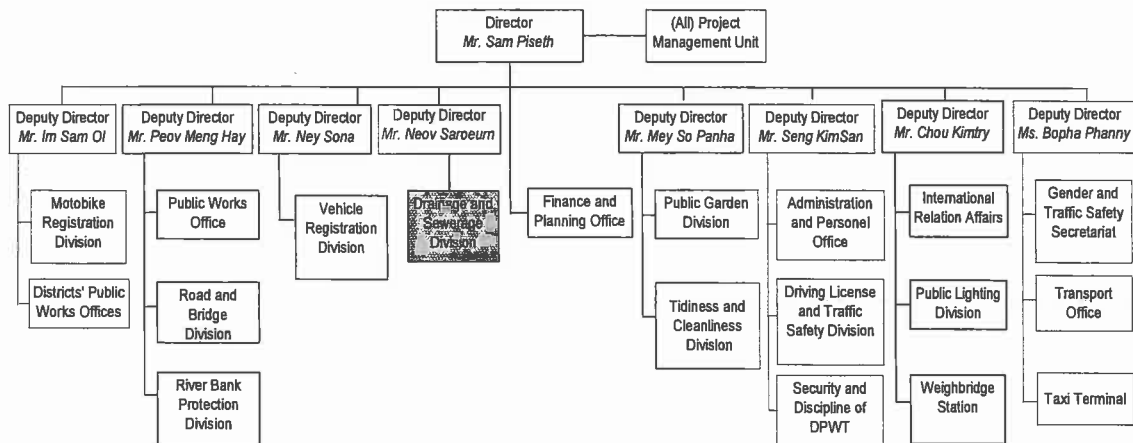 Director
Mr. Sam Piseth
(All) Project
Management Unit
Deputy Director
Mr. Im Sam Ol
Deputy Director
Mr. Peov Meng Hay
Deputy Director
Mr. Ney Sona
Deputy Director
Mr. Neov Saroeurn
Deputy Director
Mr. Mey So Panha
Deputy Director
Mr. Seng KimSan
Deputy Director
Mr. Chou Kimtry
Deputy Director
Ms. Bopha Phanny
Motobike
Registration
Division
Districts' Public
Works Offices
Public Works
Office
Road and
Bridge
Division
River Bank
Protection
Division
Vehicle
Registration
Division
Drainage and
Sewerage
Division
Finance and
Planning Office
Public Garden
Division
Tidiness and
Cleanliness
Division
Administration
and Personel
Office
Driving License
and Traffic
Safety Division
Security and
Discipline of
DPWT
International
Relation Affairs
Public Lighting
Division
Weighbridge
Station
Gender and
Traffic Safety
Secretariat
Transport
Office
Taxi Terminal